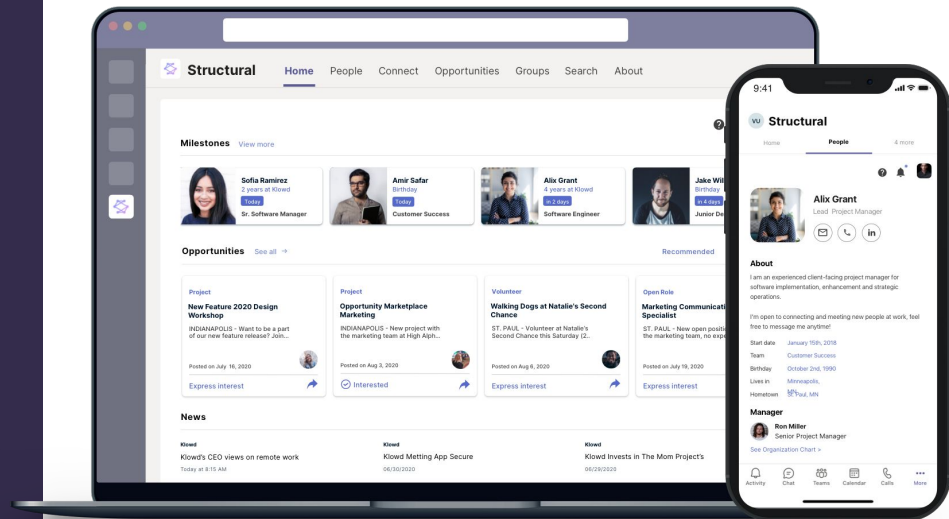 Structural
Home People Connect Opportunities Groups Search About
Milestones View more
Sofia Ramirez
2 years at Klowd
Today
Sr. Software Manager
Amir Safar
Birthday
Today
Customer Success
Alix Grant
4 years at Klowd
in 2 days
Software Engineer
Jake Wil
Birthday
in 4 days
Junior De
Opportunities See all →
Recommended
Project
New Feature 2020 Design
Workshop
INDIANAPOLIS - Want to be a part
of our new feature release? Join...
Posted on July 16, 2020
Express interest
Project
Opportunity Marketplace
Marketing
INDIANAPOLIS - New project with
the marketing team at High Alph...
Posted on Aug 3, 2020
Interested
Volunteer
Walking Dogs at Natalie's Second
Chance
ST. PAUL - Volunteer at Natalie's
Second Chance this Saturday (2..
Posted on Aug 6, 2020
Express interest
Open Role
Marketing Communicati
Specialist
ST. PAUL - New open positi
the marketing team, no expe
Posted on July 19, 2020
Express interest
News
Klowd
Klowd's CEO views on remote work
Today at 8:15 AM
Klowd
Klowd Metting App Secure
06/30/2020
Klowd
Klowd Invests in The Mom Project's
06/29/2020
9:41
VU Structural
Home People 4 more
Alix Grant
Lead Project Manager
in
About
I am an experienced client-facing project manager for
software implementation, enhancement and strategic
operations.
I'm open to connecting and meeting new people at work, feel
free to message me anytime!
Start date January 15th, 2018
Team Customer Success
Birthday October 2nd, 1990
Lives in Minneapolis,
MN
Hometown St. Paul, MN
Manager
Ron Miller
Senior Project Manager
See Organization Chart >
Activity Chat Teams Calendar Calls More